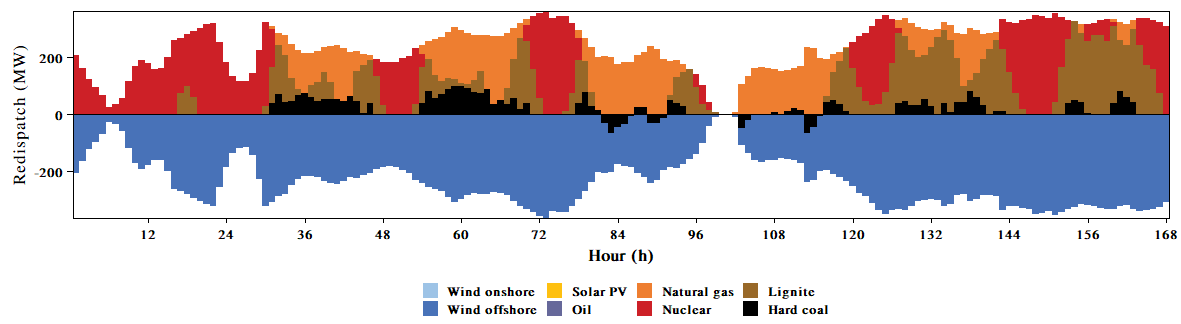 Redispatch (MW)
200
0
-200
12 24 36 48 60 72 84 96 108 120 132 144 156 168
Hour (h)
Wind onshore Solar PV Natural gas Lignite
Wind offshore Oil Nuclear Hard coal